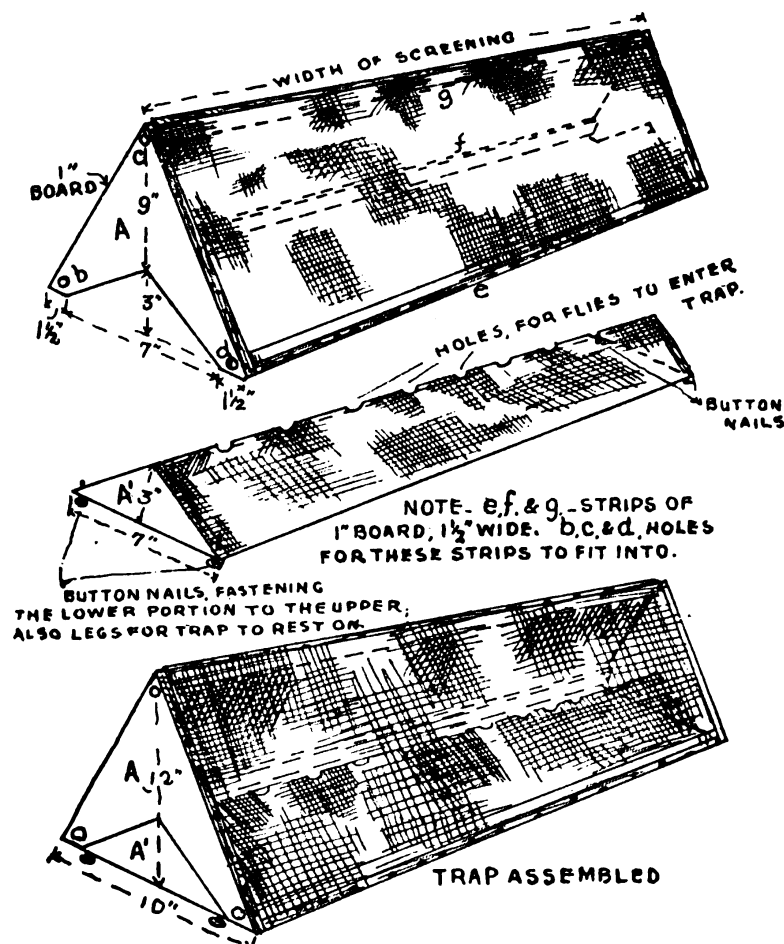 WIDTH OF SCREENING
g
d
f
1"
BOARD
9"
A
b
3"
e
1½"
7"
c
1½"
HOLES, FOR FLIES TO ENTER
TRAP.
BUTTON
NAILS
A' 3"
7"
NOTE- e,f, & g,-STRIPS OF
1" BOARD, 1½" WIDE. b,c,& d, HOLES
FOR THESE STRIPS TO FIT INTO.
BUTTON NAILS, FASTENING
THE LOWER PORTION TO THE UPPER;
ALSO LEGS FOR TRAP TO REST ON.
A 12"
A'
10"
TRAP ASSEMBLED